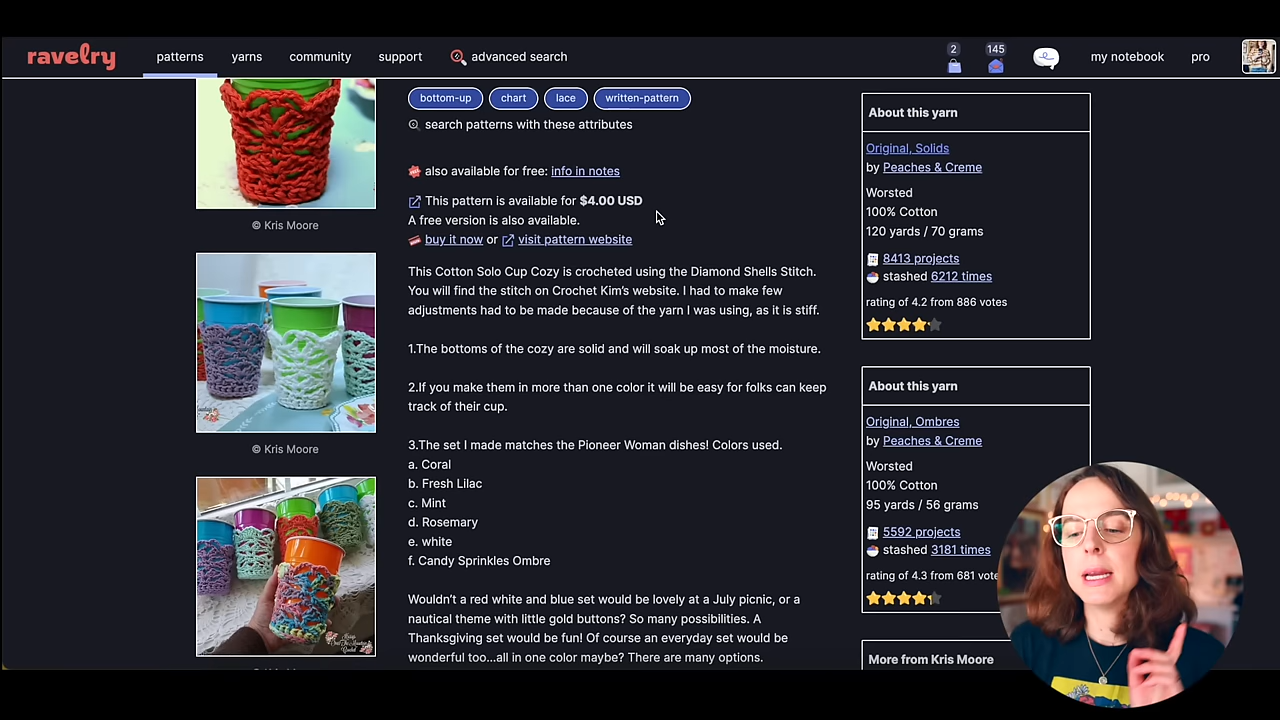 ravelry
patterns
yarns
community
support
advanced search
2
145
my notebook
pro
bottom-up
chart
lace
written-pattern
search patterns with these attributes
also available for free: info in notes
This pattern is available for $4.00 USD
A free version is also available.
buy it now or visit pattern website
© Kris Moore
This Cotton Solo Cup Cozy is crocheted using the Diamond Shells Stitch.
You will find the stitch on Crochet Kim’s website. I had to make few
adjustments had to be made because of the yarn I was using, as it is stiff.
1.The bottoms of the cozy are solid and will soak up most of the moisture.
2.If you make them in more than one color it will be easy for folks can keep
track of their cup.
3.The set I made matches the Pioneer Woman dishes! Colors used.
a. Coral
b. Fresh Lilac
c. Mint
d. Rosemary
e. white
f. Candy Sprinkles Ombre
© Kris Moore
Wouldn’t a red white and blue set would be lovely at a July picnic, or a
nautical theme with little gold buttons? So many possibilities. A
Thanksgiving set would be fun! Of course an everyday set would be
wonderful too...all in one color maybe? There are many options.
About this yarn
Original, Solids
by Peaches & Creme
Worsted
100% Cotton
120 yards / 70 grams
8413 projects
stashed 6212 times
rating of 4.2 from 886 votes
About this yarn
Original, Ombres
by Peaches & Creme
Worsted
100% Cotton
95 yards / 56 grams
5592 projects
stashed 3181 times
rating of 4.3 from 681 vote
More from Kris Moore